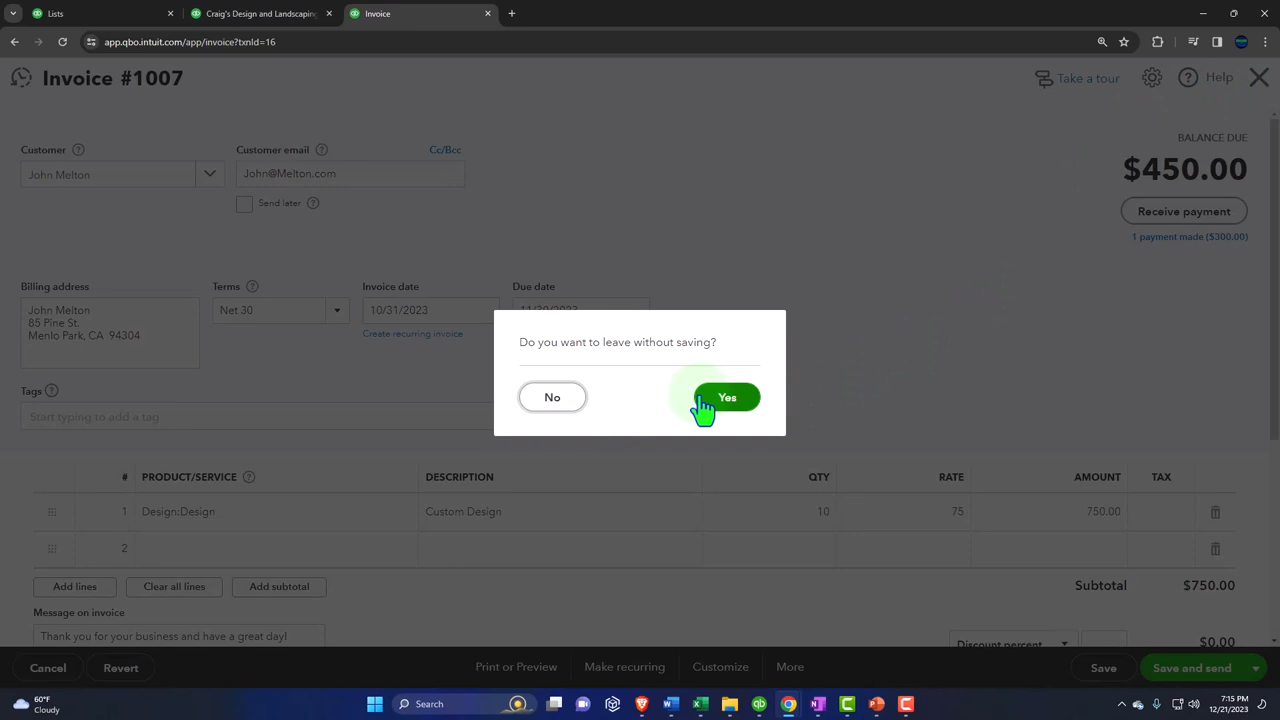 Lists
Craig's Design and Landscaping
Invoice
app.qbo.intuit.com/app/invoice?txnId=16
Invoice #1007
Take a tour
Help
Customer
Customer email
Cc/Bcc
BALANCE DUE
John Melton
John@Melton.com
$450.00
Send later
Receive payment
1 payment made ($300.00)
Billing address
Terms
Invoice date
Due date
John Melton
85 Pine St.
Menlo Park, CA 94304
Net 30
10/31/2023
11/30/2023
Create recurring invoice
Do you want to leave without saving?
No
Yes
Tags
Start typing to add a tag
# PRODUCT/SERVICE DESCRIPTION QTY RATE AMOUNT TAX
1 Design:Design Custom Design 10 75 750.00
2
Add lines
Clear all lines
Add subtotal
Subtotal $750.00
Message on invoice
Thank you for your business and have a great day!
Discount percent
$0.00
Cancel
Revert
Print or Preview
Make recurring
Customize
More
Save
Save and send
60°F
Cloudy
Search
7:15 PM
12/21/2023